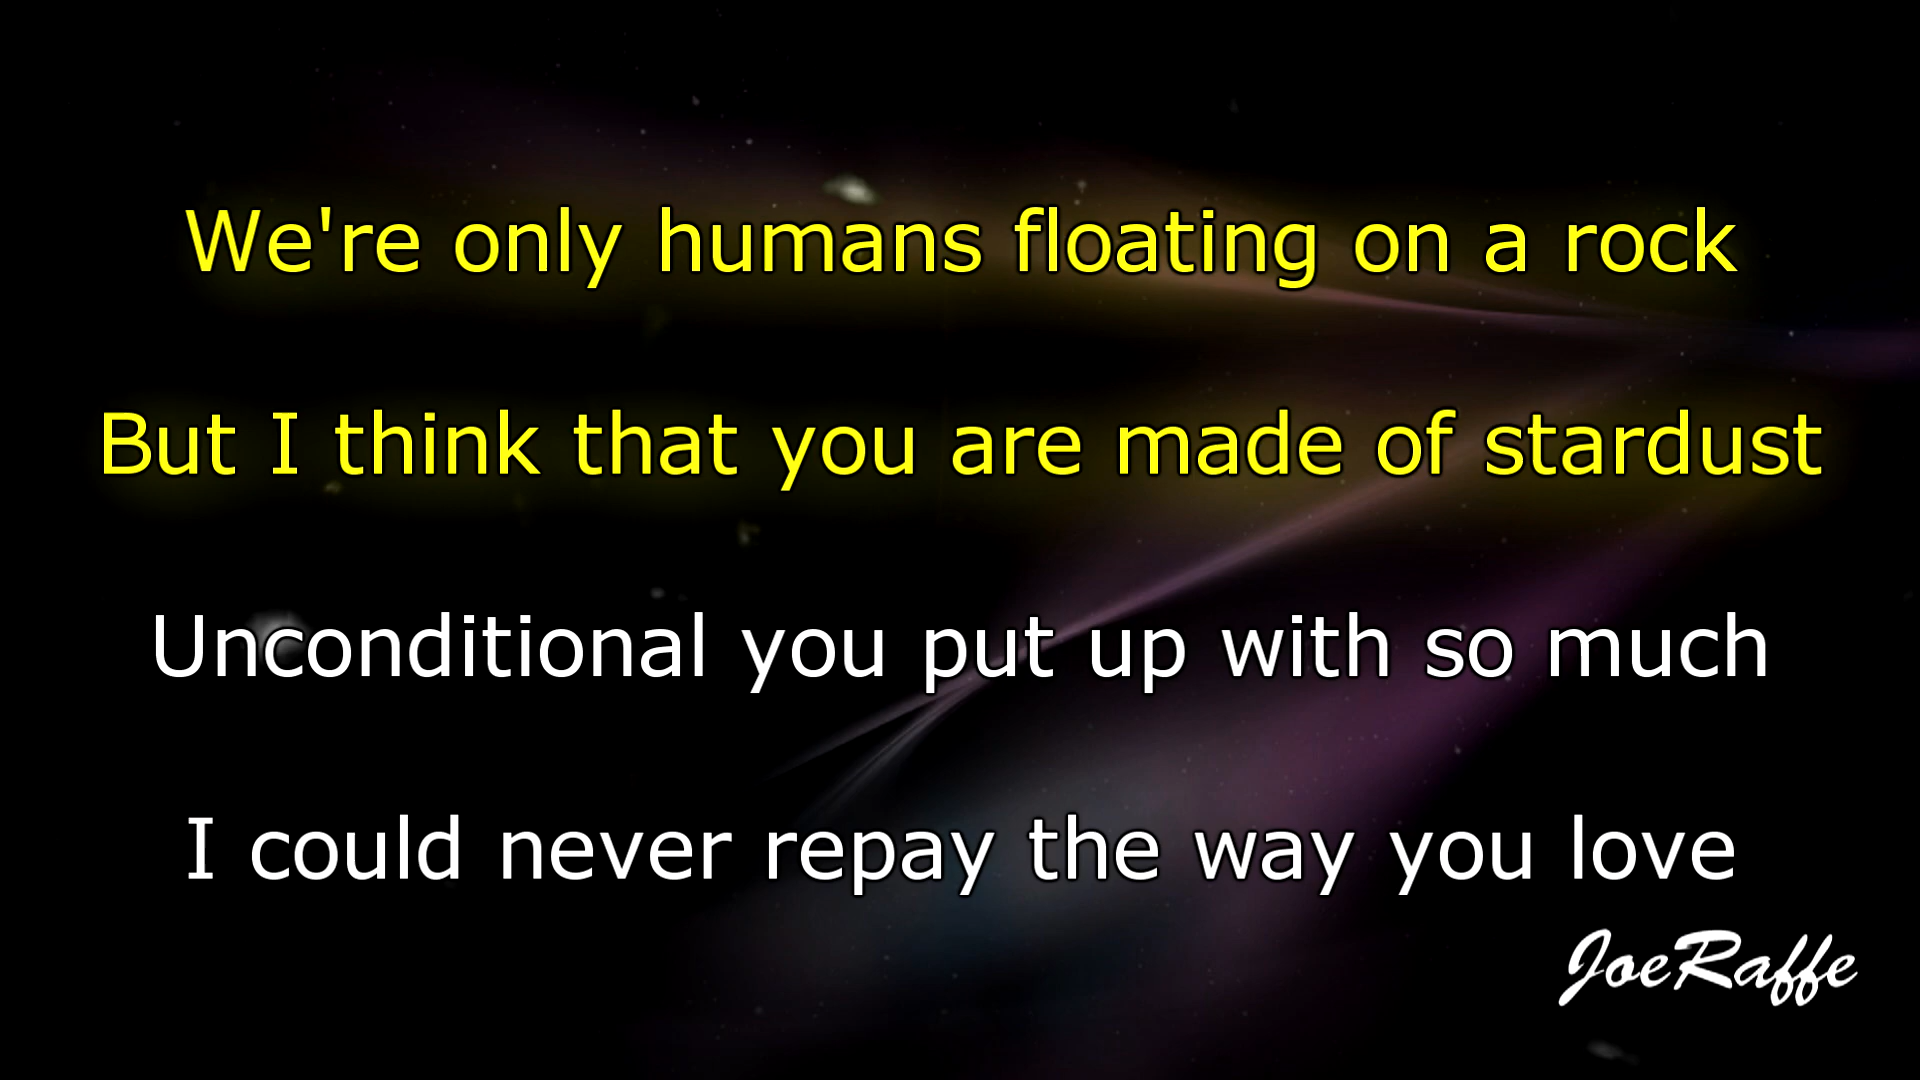 We're only humans floating on a rock
But I think that you are made of stardust
Unconditional you put up with so much
I could never repay the way you love
JoeRaffe